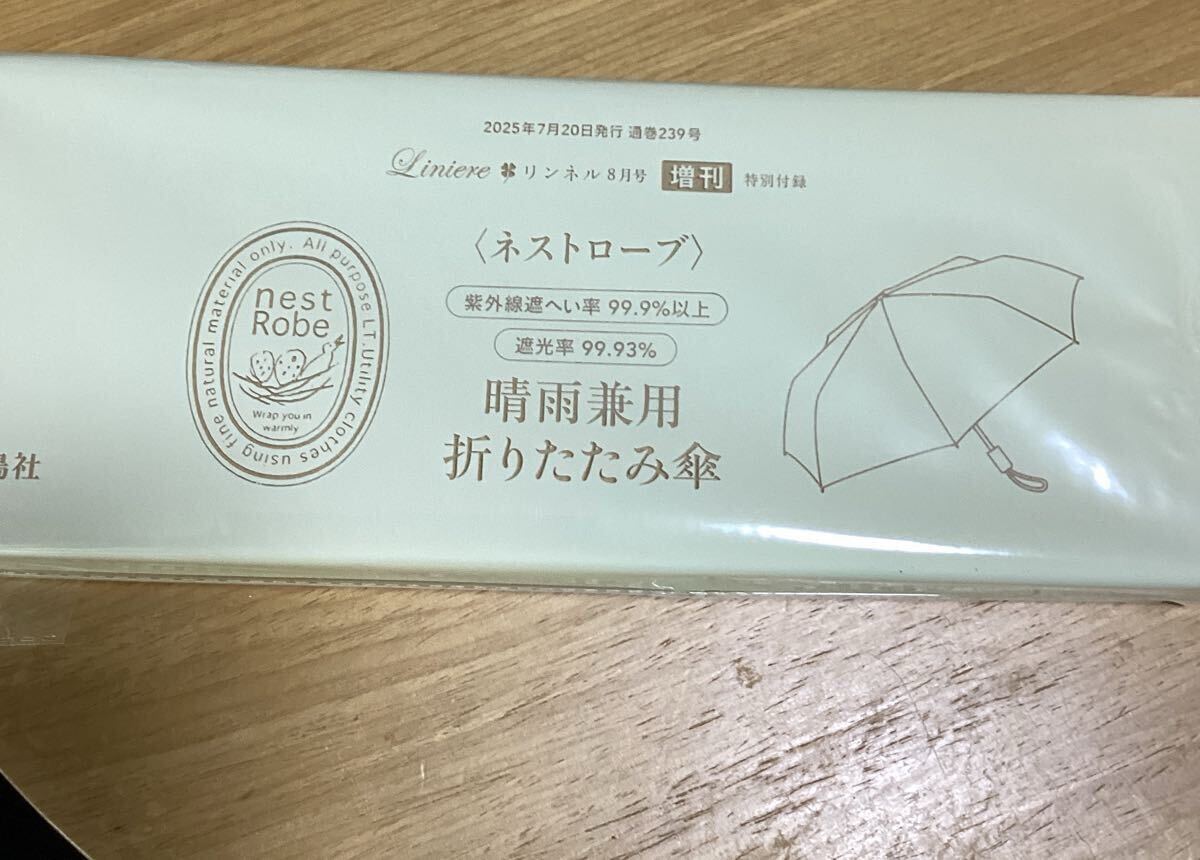 2025年7月20日発行 通巻239号
Liniere リンネル 8月号 増刊 特別付録
〈ネストローブ〉
紫外線遮へい率 99.9%以上
遮光率 99.93%
晴雨兼用
折りたたみ傘
nest
Robe
Wrap you in
warmly
All purpose LT. Utility clothes using fine natural material only.
島社